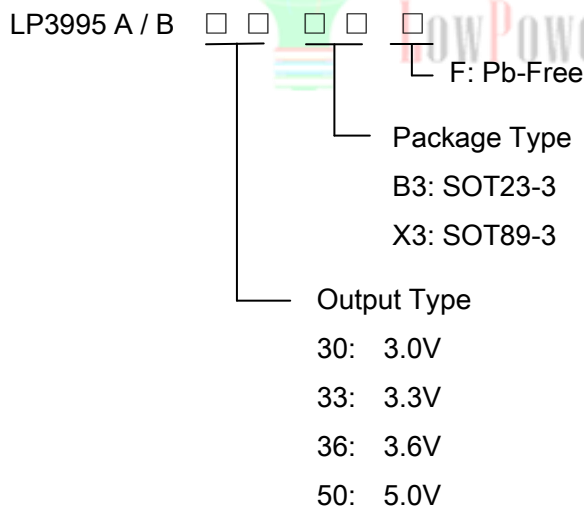 LP3995 A / B □ □ □ □ □
F: Pb-Free
Package Type
B3: SOT23-3
X3: SOT89-3
Output Type
30: 3.0V
33: 3.3V
36: 3.6V
50: 5.0V